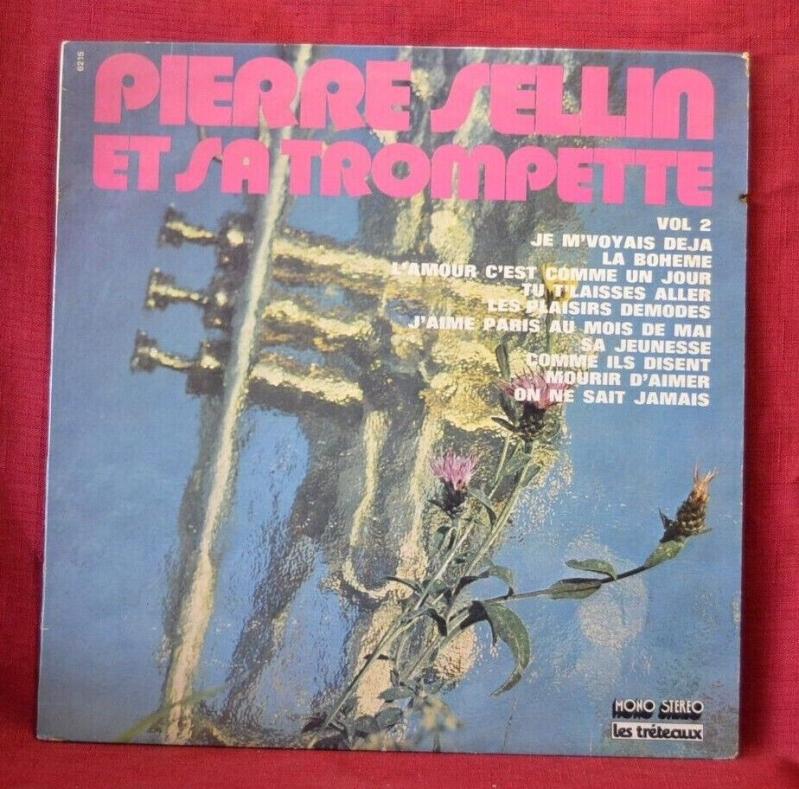 6215
PIERRE SELLIN
ET SA TROMPETTE
VOL 2
JE M'VOYAIS DEJA
LA BOHEME
L'AMOUR C'EST COMME UN JOUR
TU T'LAISSES ALLER
LES PLAISIRS DEMODES
J'AIME PARIS AU MOIS DE MAI
SA JEUNESSE
COMME ILS DISENT
MOURIR D'AIMER
ON NE SAIT JAMAIS
MONO STEREO
les tréteaux